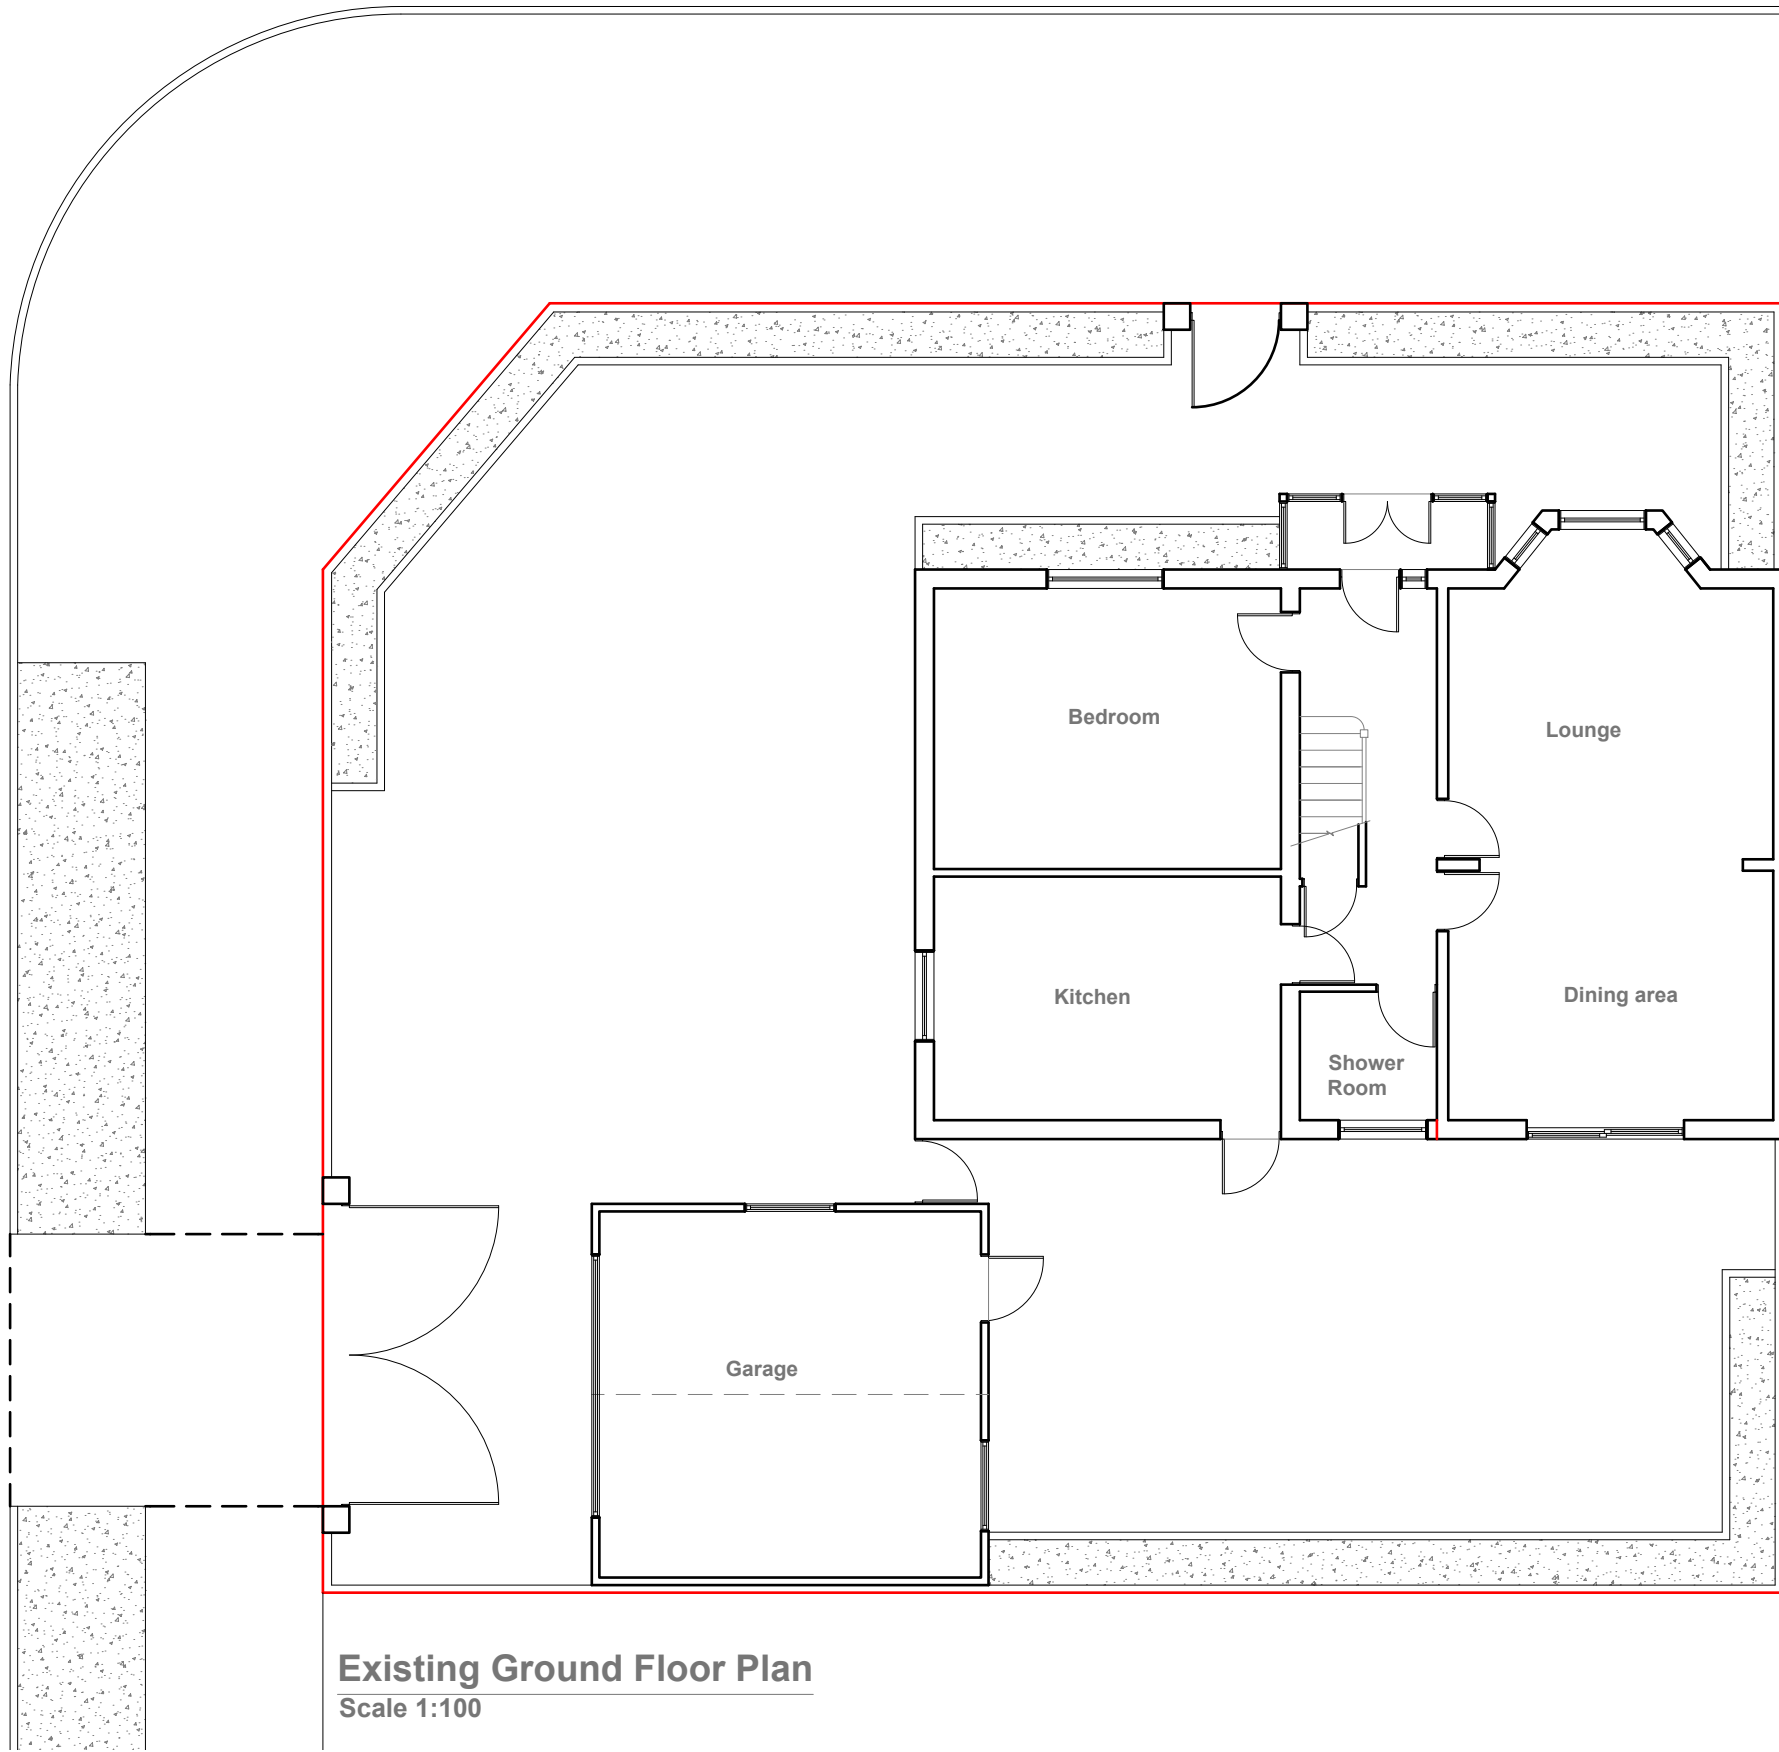 Bedroom
Lounge
Kitchen
Dining area
Shower
Room
Garage
Existing Ground Floor Plan
Scale 1:100